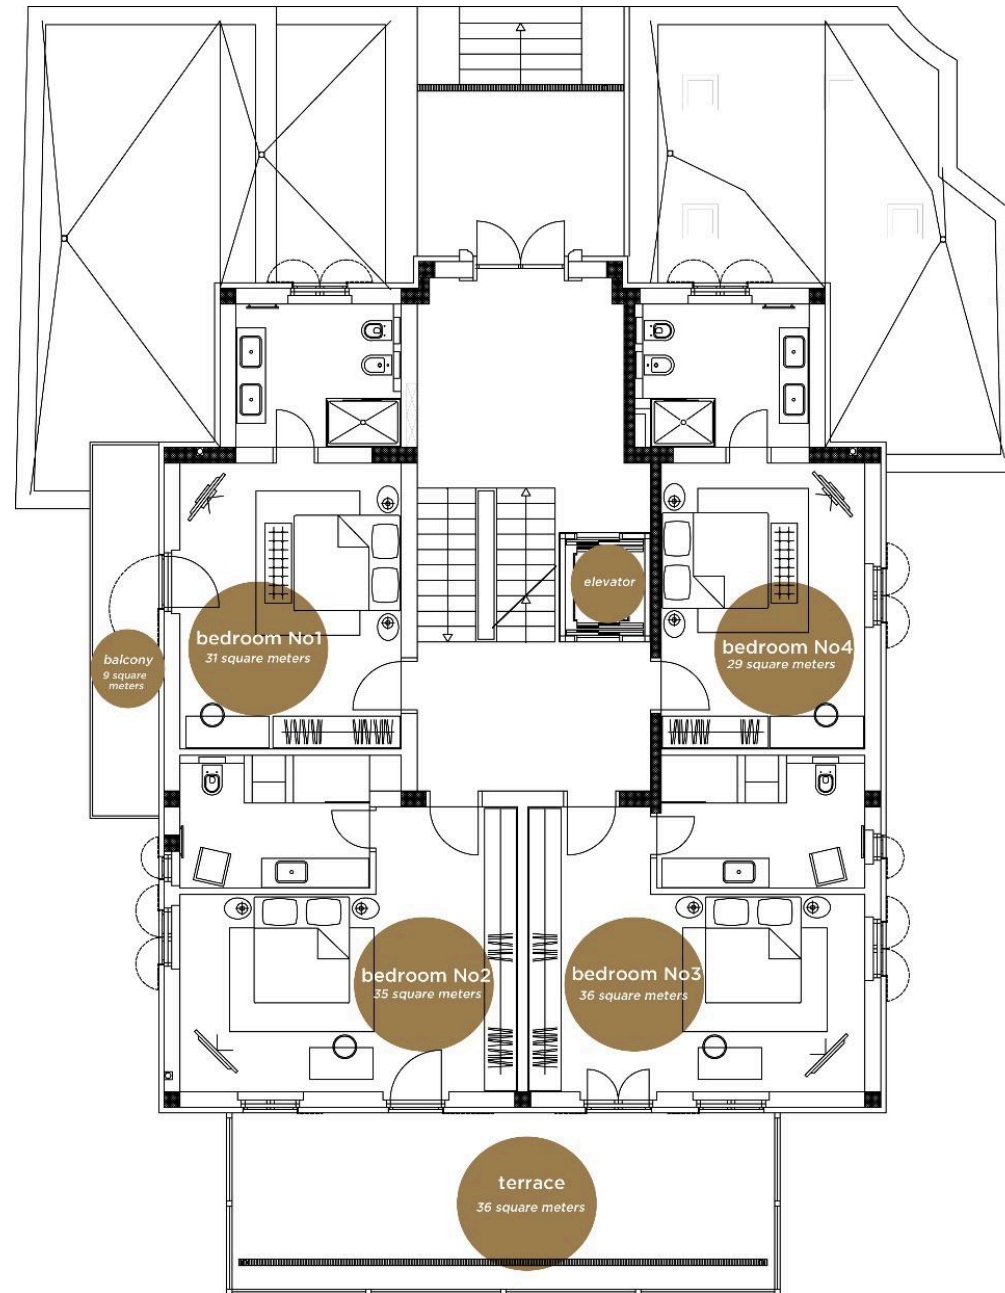 elevator
bedroom No1
31 square meters
bedroom No4
29 square meters
balcony
9 square
meters
bedroom No2
35 square meters
bedroom No3
36 square meters
terrace
36 square meters